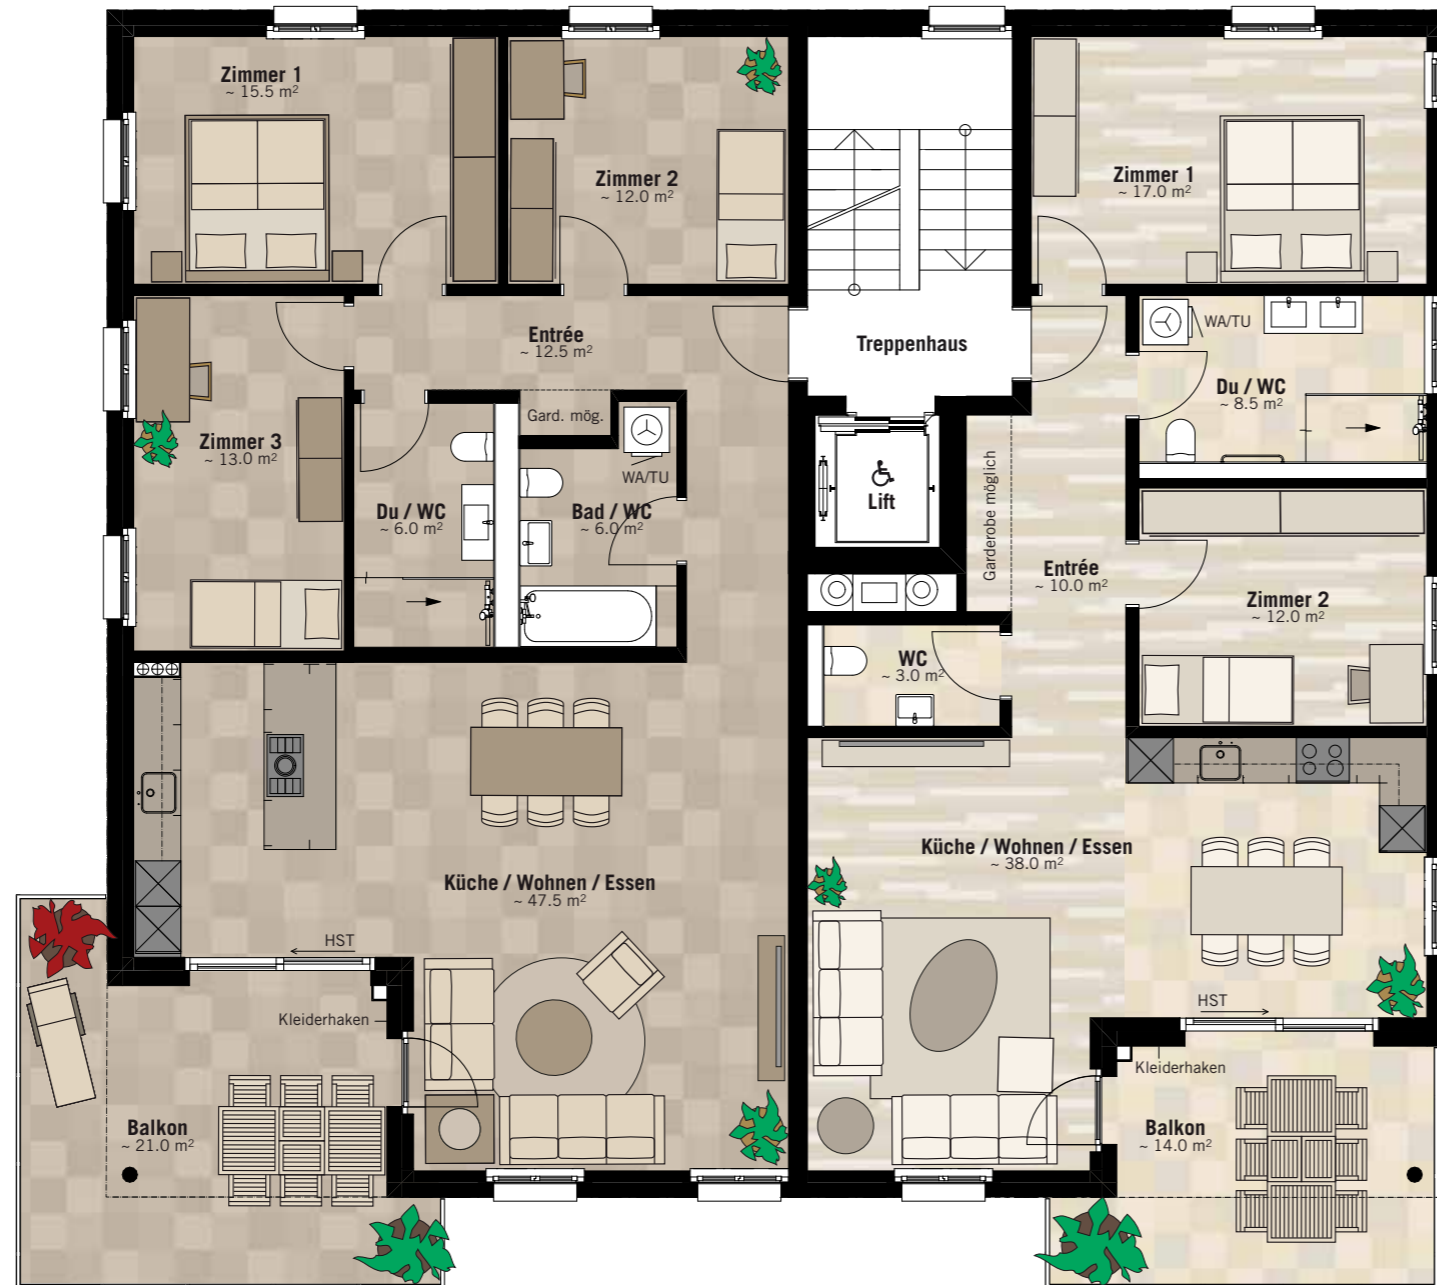 Zimmer 1
~ 15.5 m²
Zimmer 2
~ 12.0 m²
Zimmer 1
~ 17.0 m²
Entrée
~ 12.5 m²
Treppenhaus
WA/TU
Du / WC
~ 8.5 m²
Gard. mög.
Zimmer 3
~ 13.0 m²
WA/TU
Du / WC
~ 6.0 m²
Bad / WC
~ 6.0 m²
Lift
Garderobe möglich
Entrée
~ 10.0 m²
Zimmer 2
~ 12.0 m²
WC
~ 3.0 m²
Küche / Wohnen / Essen
~ 47.5 m²
Küche / Wohnen / Essen
~ 38.0 m²
HST
Kleiderhaken
HST
Kleiderhaken
Balkon
~ 21.0 m²
Balkon
~ 14.0 m²